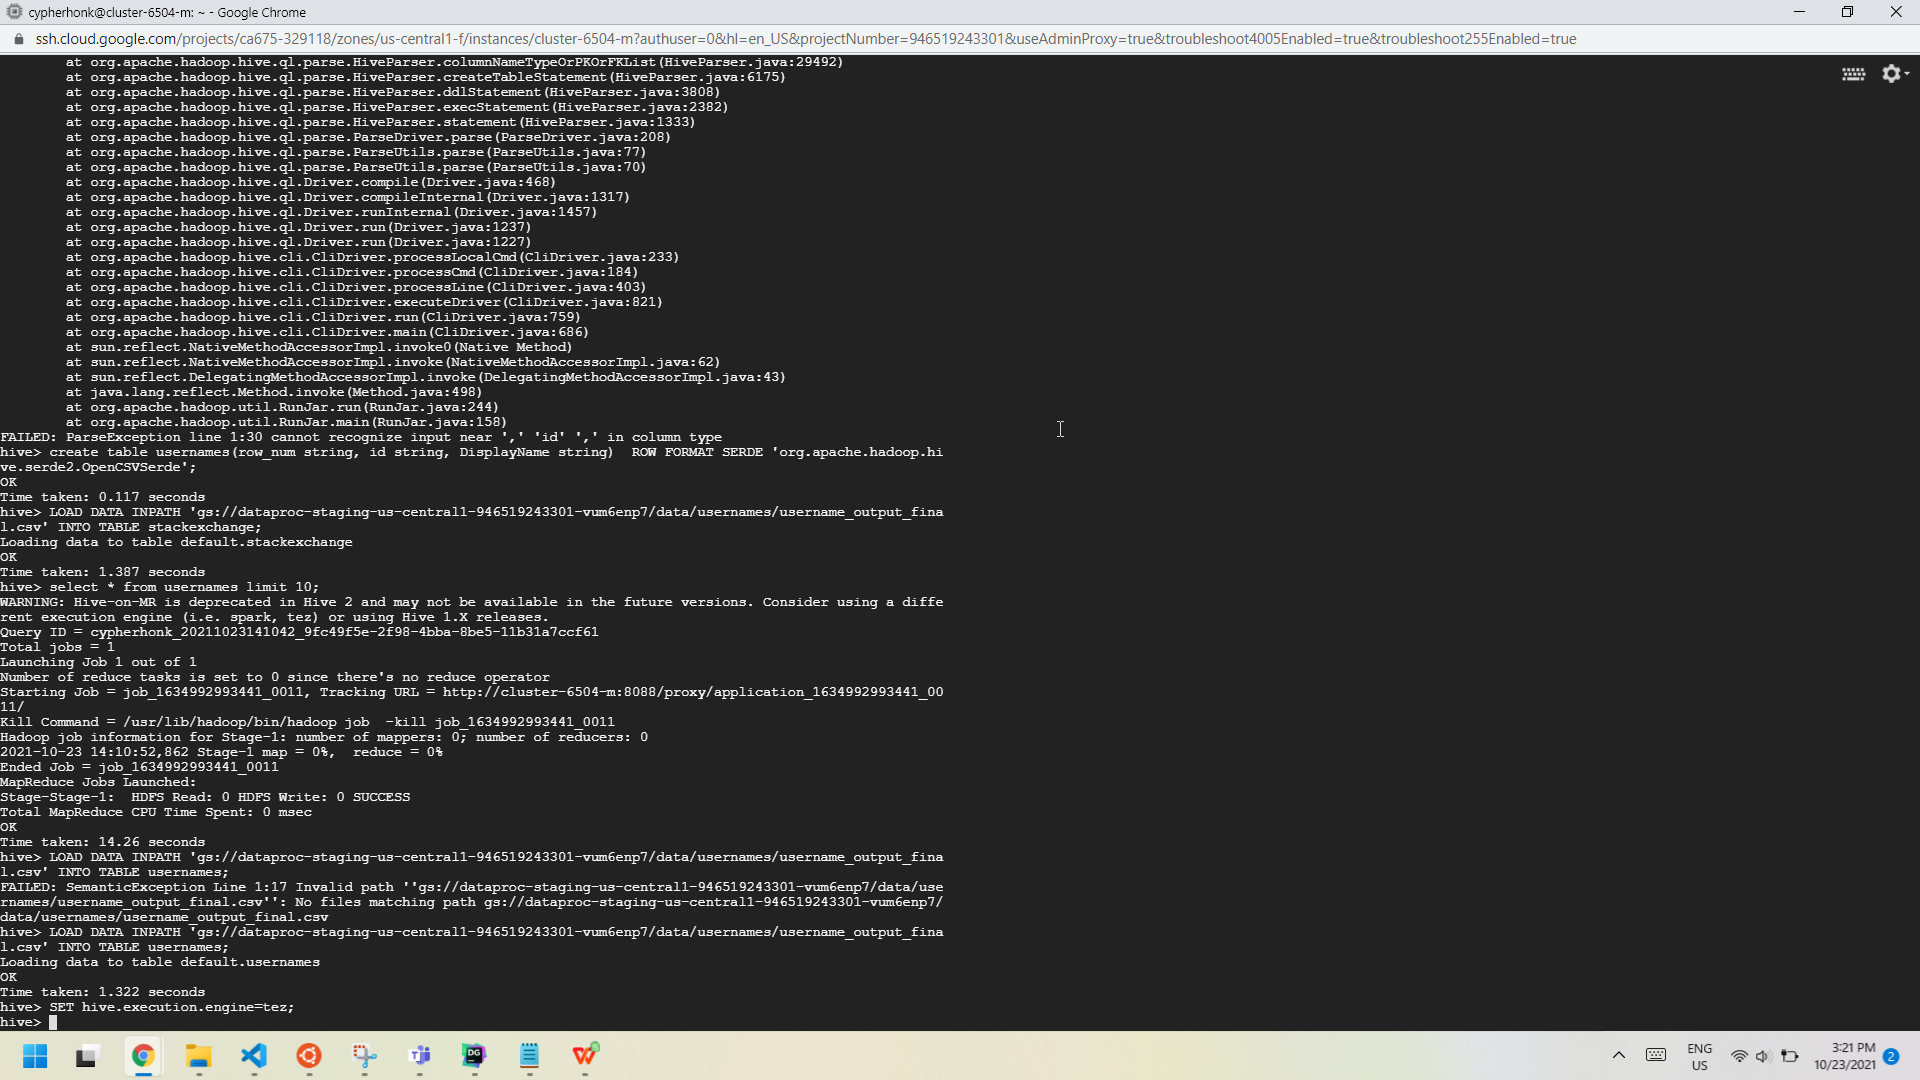 cypherhonk@cluster-6504-m: ~ - Google Chrome
ssh.cloud.google.com/projects/ca675-329118/zones/us-central1-f/instances/cluster-6504-m?authuser=0&hl=en_US&projectNumber=946519243301&useAdminProxy=true&troubleshoot4005Enabled=true&troubleshoot255Enabled=true
at org.apache.hadoop.hive.ql.parse.HiveParser.columnNameTypeOrPKOrFKList(HiveParser.java:29492)
at org.apache.hadoop.hive.ql.parse.HiveParser.createTableStatement(HiveParser.java:6175)
at org.apache.hadoop.hive.ql.parse.HiveParser.ddlStatement(HiveParser.java:3808)
at org.apache.hadoop.hive.ql.parse.HiveParser.execStatement(HiveParser.java:2382)
at org.apache.hadoop.hive.ql.parse.HiveParser.statement(HiveParser.java:1333)
at org.apache.hadoop.hive.ql.parse.ParseDriver.parse(ParseDriver.java:208)
at org.apache.hadoop.hive.ql.parse.ParseUtils.parse(ParseUtils.java:77)
at org.apache.hadoop.hive.ql.parse.ParseUtils.parse(ParseUtils.java:70)
at org.apache.hadoop.hive.ql.Driver.compile(Driver.java:468)
at org.apache.hadoop.hive.ql.Driver.compileInternal(Driver.java:1317)
at org.apache.hadoop.hive.ql.Driver.runInternal(Driver.java:1457)
at org.apache.hadoop.hive.ql.Driver.run(Driver.java:1237)
at org.apache.hadoop.hive.ql.Driver.run(Driver.java:1227)
at org.apache.hadoop.hive.cli.CliDriver.processLocalCmd(CliDriver.java:233)
at org.apache.hadoop.hive.cli.CliDriver.processCmd(CliDriver.java:184)
at org.apache.hadoop.hive.cli.CliDriver.processLine(CliDriver.java:403)
at org.apache.hadoop.hive.cli.CliDriver.executeDriver(CliDriver.java:821)
at org.apache.hadoop.hive.cli.CliDriver.run(CliDriver.java:759)
at org.apache.hadoop.hive.cli.CliDriver.main(CliDriver.java:686)
at sun.reflect.NativeMethodAccessorImpl.invoke0(Native Method)
at sun.reflect.NativeMethodAccessorImpl.invoke(NativeMethodAccessorImpl.java:62)
at sun.reflect.DelegatingMethodAccessorImpl.invoke(DelegatingMethodAccessorImpl.java:43)
at java.lang.reflect.Method.invoke(Method.java:498)
at org.apache.hadoop.util.RunJar.run(RunJar.java:244)
at org.apache.hadoop.util.RunJar.main(RunJar.java:158)
FAILED: ParseException line 1:30 cannot recognize input near ',' 'id' ',' in column type
hive> create table usernames(row_num string, id string, DisplayName string)  ROW FORMAT SERDE 'org.apache.hadoop.hi
ve.serde2.OpenCSVSerde';
OK
Time taken: 0.117 seconds
hive> LOAD DATA INPATH 'gs://dataproc-staging-us-central1-946519243301-vum6enp7/data/usernames/username_output_fina
l.csv' INTO TABLE stackexchange;
Loading data to table default.stackexchange
OK
Time taken: 1.387 seconds
hive> select * from usernames limit 10;
WARNING: Hive-on-MR is deprecated in Hive 2 and may not be available in the future versions. Consider using a diffe
rent execution engine (i.e. spark, tez) or using Hive 1.X releases.
Query ID = cypherhonk_20211023141042_9fc49f5e-2f98-4bba-8be5-11b31a7ccf61
Total jobs = 1
Launching Job 1 out of 1
Number of reduce tasks is set to 0 since there's no reduce operator
Starting Job = job_1634992993441_0011, Tracking URL = http://cluster-6504-m:8088/proxy/application_1634992993441_00
11/
Kill Command = /usr/lib/hadoop/bin/hadoop job  -kill job_1634992993441_0011
Hadoop job information for Stage-1: number of mappers: 0; number of reducers: 0
2021-10-23 14:10:52,862 Stage-1 map = 0%,  reduce = 0%
Ended Job = job_1634992993441_0011
MapReduce Jobs Launched:
Stage-Stage-1:  HDFS Read: 0 HDFS Write: 0 SUCCESS
Total MapReduce CPU Time Spent: 0 msec
OK
Time taken: 14.26 seconds
hive> LOAD DATA INPATH 'gs://dataproc-staging-us-central1-946519243301-vum6enp7/data/usernames/username_output_fina
l.csv' INTO TABLE usernames;
FAILED: SemanticException Line 1:17 Invalid path ''gs://dataproc-staging-us-central1-946519243301-vum6enp7/data/use
rnames/username_output_final.csv'': No files matching path gs://dataproc-staging-us-central1-946519243301-vum6enp7/
data/usernames/username_output_final.csv
hive> LOAD DATA INPATH 'gs://dataproc-staging-us-central1-946519243301-vum6enp7/data/usernames/username_output_fina
l.csv' INTO TABLE usernames;
Loading data to table default.usernames
OK
Time taken: 1.322 seconds
hive> SET hive.execution.engine=tez;
hive>
ENG
US
3:21 PM
10/23/2021
2